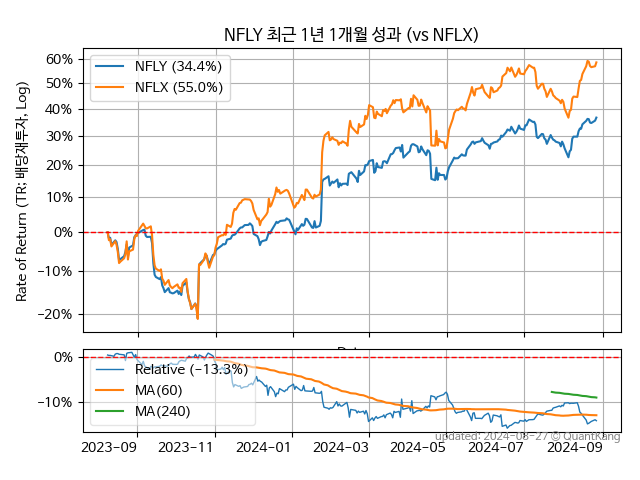 NFLY 최근 1년 1개월 성과 (vs NFLX)
Rate of Return (TR: 배당재투자, Log)
60%
50%
40%
30%
20%
10%
0%
−10%
−20%
NFLY (34.4%)
NFLX (55.0%)
0%
−10%
Relative (−13.3%)
MA(60)
MA(240)
updated: 2024-08-27 © QuantKang
2023-09 2023-11 2024-01 2024-03 2024-05 2024-07 2024-09